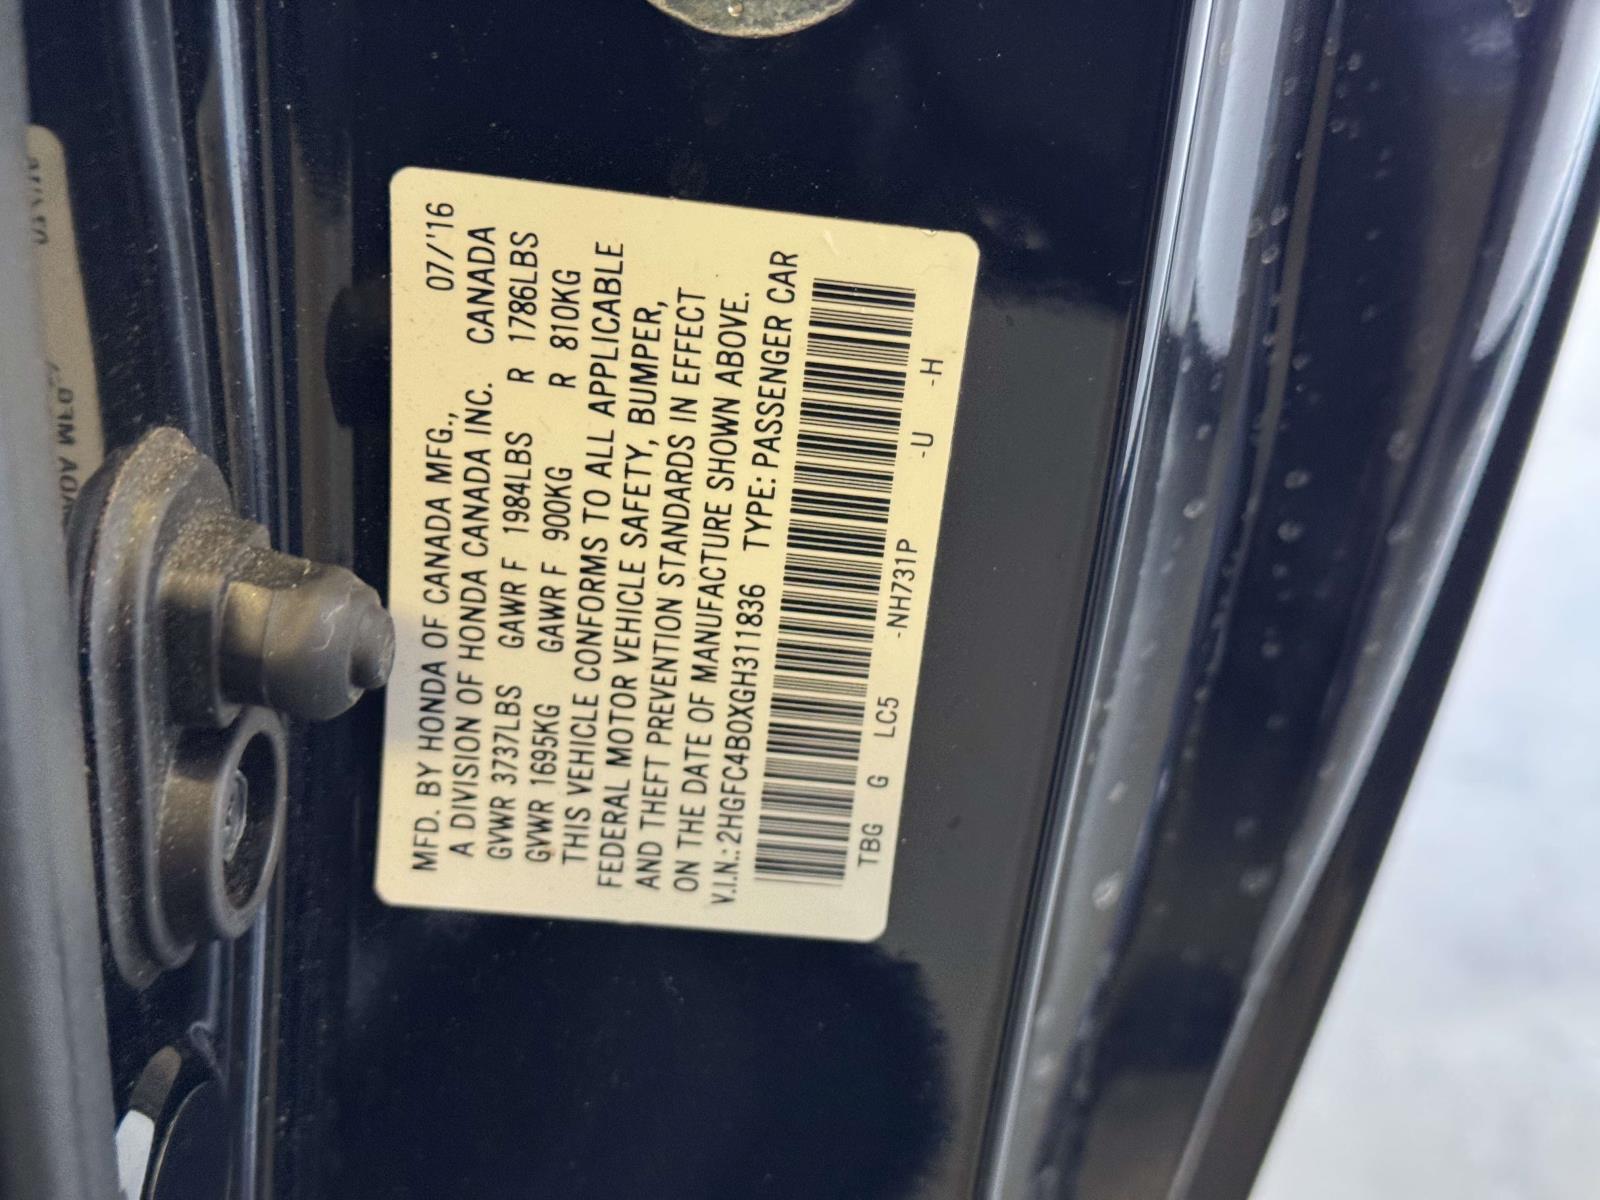 MFD. BY HONDA OF CANADA MFG., 07/'16
A DIVISION OF HONDA CANADA INC. CANADA
GVWR 3737LBS GAWR F 1984LBS R 1786LBS
GVWR 1695KG GAWR F 900KG R 810KG
THIS VEHICLE CONFORMS TO ALL APPLICABLE
FEDERAL MOTOR VEHICLE SAFETY, BUMPER,
AND THEFT PREVENTION STANDARDS IN EFFECT
ON THE DATE OF MANUFACTURE SHOWN ABOVE.
V.I.N.: 2HGFC4B0XGH311836 TYPE: PASSENGER CAR
TBG G LC5 -NH731P -U -H